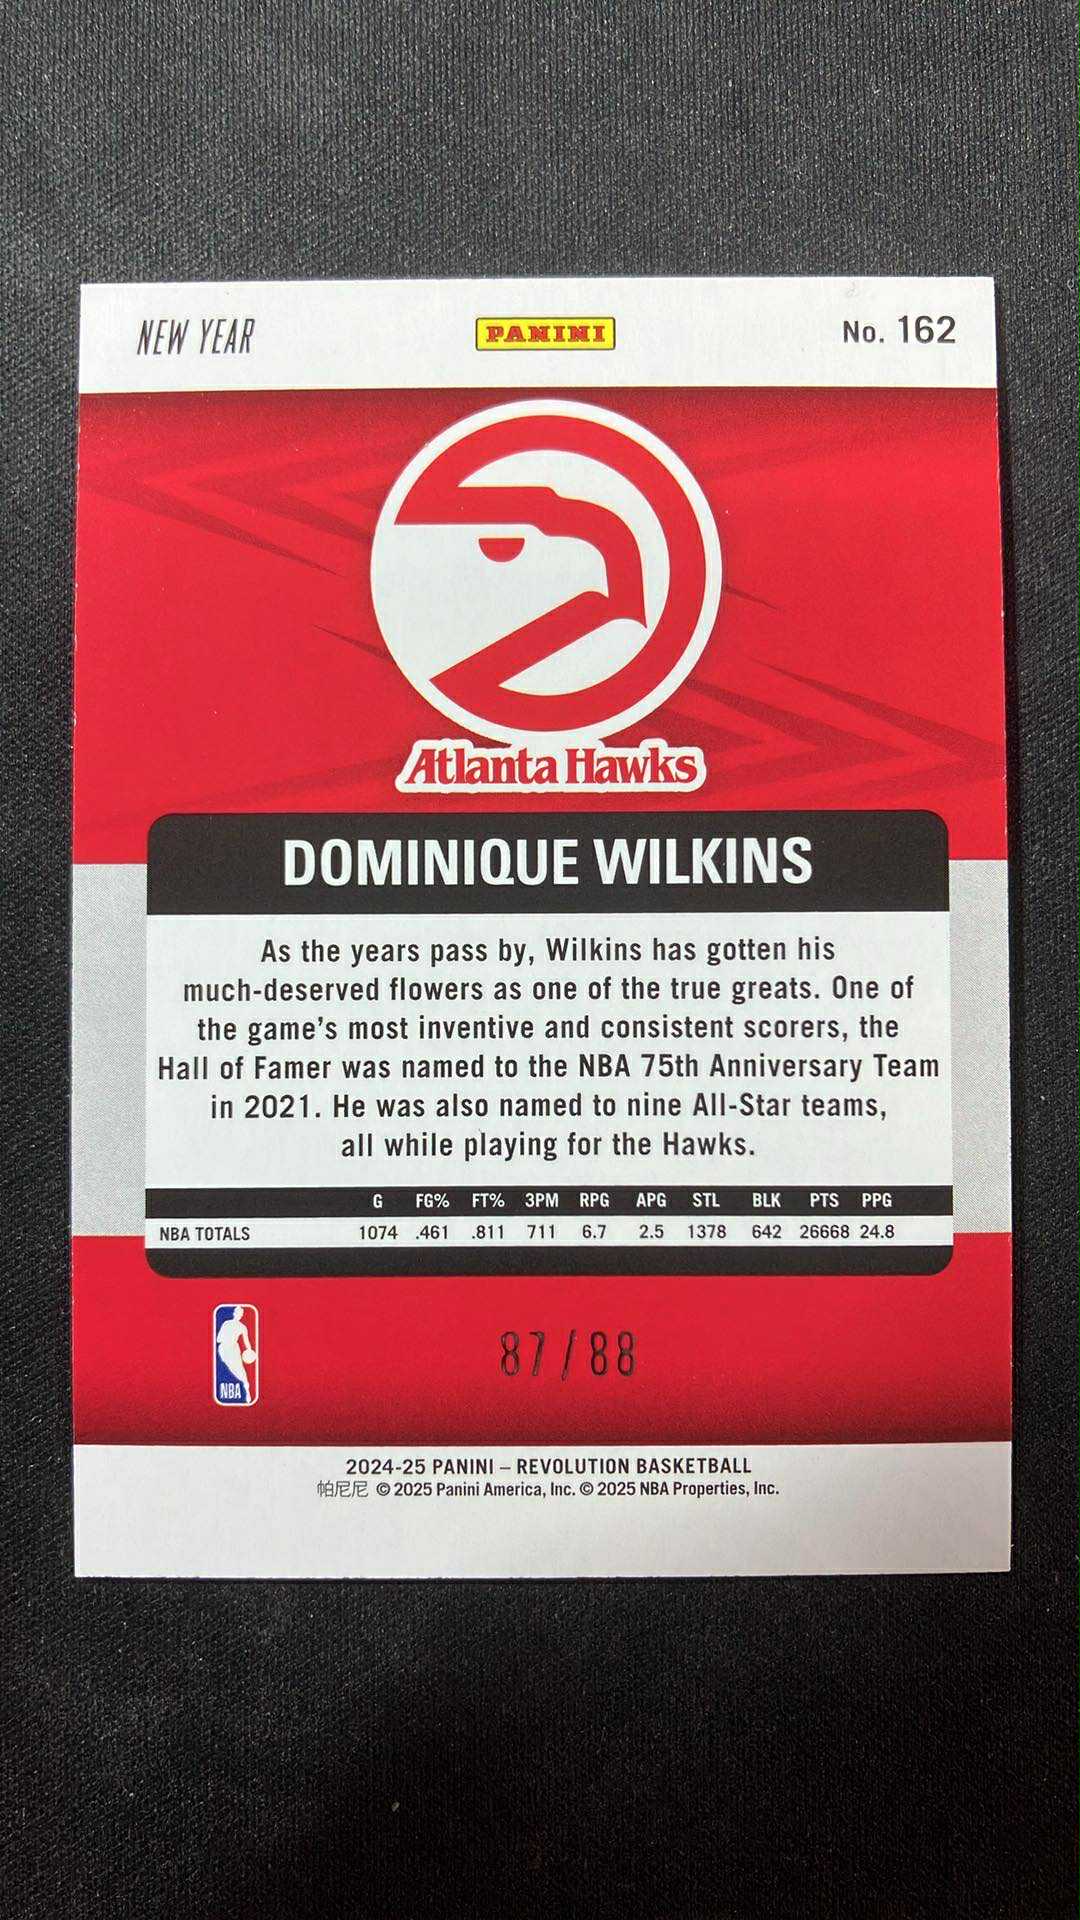 NEW YEAR
PANINI
No. 162
Atlanta Hawks
DOMINIQUE WILKINS
As the years pass by, Wilkins has gotten his
much-deserved flowers as one of the true greats. One of
the game's most inventive and consistent scorers, the
Hall of Famer was named to the NBA 75th Anniversary Team
in 2021. He was also named to nine All-Star teams,
all while playing for the Hawks.
G FG% FT% 3PM RPG APG STL BLK PTS PPG
NBA TOTALS 1074 .461 .811 711 6.7 2.5 1378 642 26668 24.8
NBA
87/88
2024-25 PANINI – REVOLUTION BASKETBALL
帕尼尼 © 2025 Panini America, Inc. © 2025 NBA Properties, Inc.